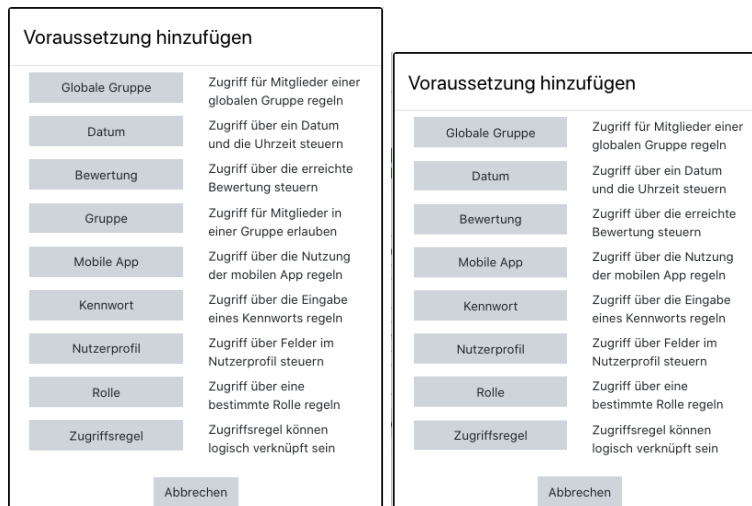 Voraussetzung hinzufügen
Globale Gruppe
Zugriff für Mitglieder einer
globalen Gruppe regeln
Datum
Zugriff über ein Datum
und die Uhrzeit steuern
Bewertung
Zugriff über die erreichte
Bewertung steuern
Gruppe
Zugriff für Mitglieder in
einer Gruppe erlauben
Mobile App
Zugriff über die Nutzung
der mobilen App regeln
Kennwort
Zugriff über die Eingabe
eines Kennworts regeln
Nutzerprofil
Zugriff über Felder im
Nutzerprofil steuern
Rolle
Zugriff über eine
bestimmte Rolle regeln
Zugriffsregel
Zugriffsregel können
logisch verknüpft sein
Abbrechen
Voraussetzung hinzufügen
Globale Gruppe
Zugriff für Mitglieder einer
globalen Gruppe regeln
Datum
Zugriff über ein Datum
und die Uhrzeit steuern
Bewertung
Zugriff über die erreichte
Bewertung steuern
Mobile App
Zugriff über die Nutzung
der mobilen App regeln
Kennwort
Zugriff über die Eingabe
eines Kennworts regeln
Nutzerprofil
Zugriff über Felder im
Nutzerprofil steuern
Rolle
Zugriff über eine
bestimmte Rolle regeln
Zugriffsregel
Zugriffsregel können
logisch verknüpft sein
Abbrechen